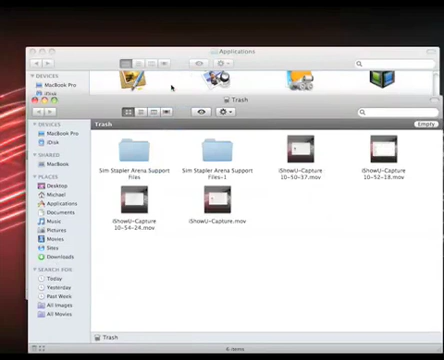 Applications
DEVICES
MacBook Pro
iDisk
Trash
Trash
Empty
DEVICES
MacBook Pro
iDisk
SHARED
MacBook
PLACES
Desktop
Michael
Applications
Documents
Music
Pictures
Movies
Sites
Downloads
SEARCH FOR
Today
Yesterday
Past Week
All Images
All Movies
Sim Stapler Arena Support
Files
Sim Stapler Arena Support
Files-1
iShowU-Capture
10-50-37.mov
iShowU-Capture
10-52-18.mov
iShowU-Capture
10-54-24.mov
iShowU-Capture.mov
Trash
6 items